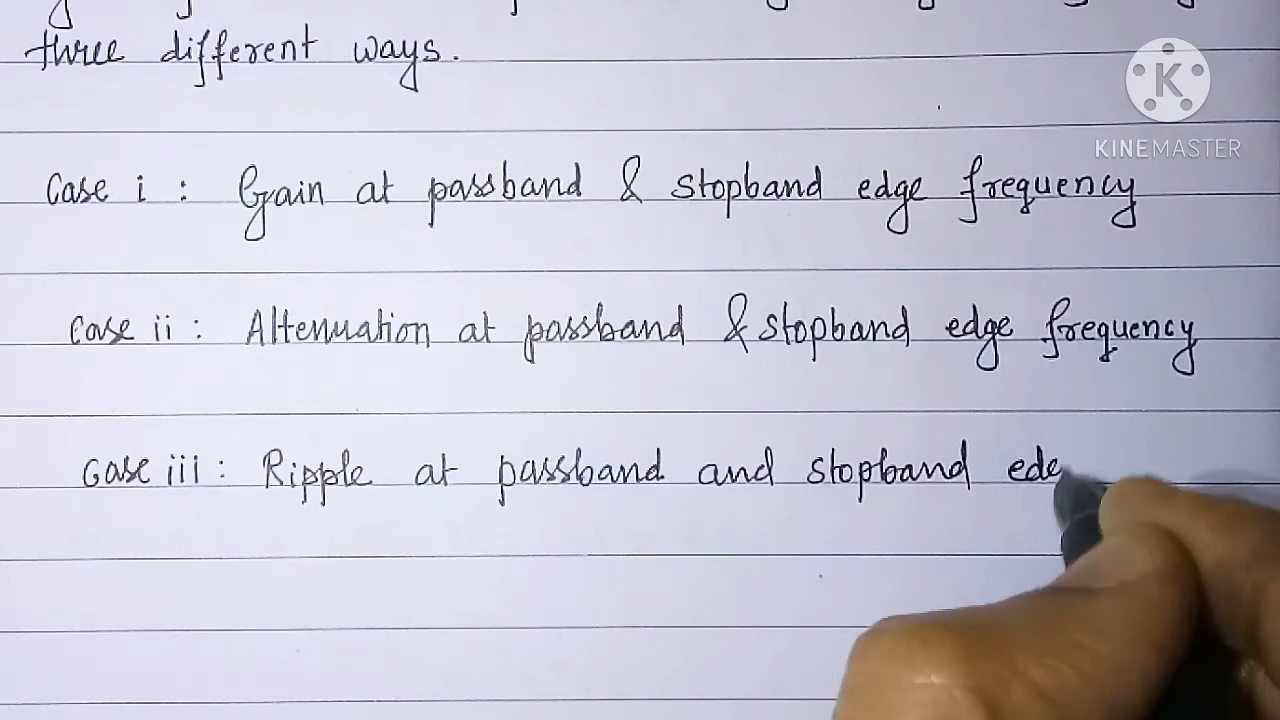 three different ways.
K
KINEMASTER
Case i : Gain at passband & stopband edge frequency
Case ii : Attenuation at passband & stopband edge frequency
Case iii : Ripple at passband and stopband ede